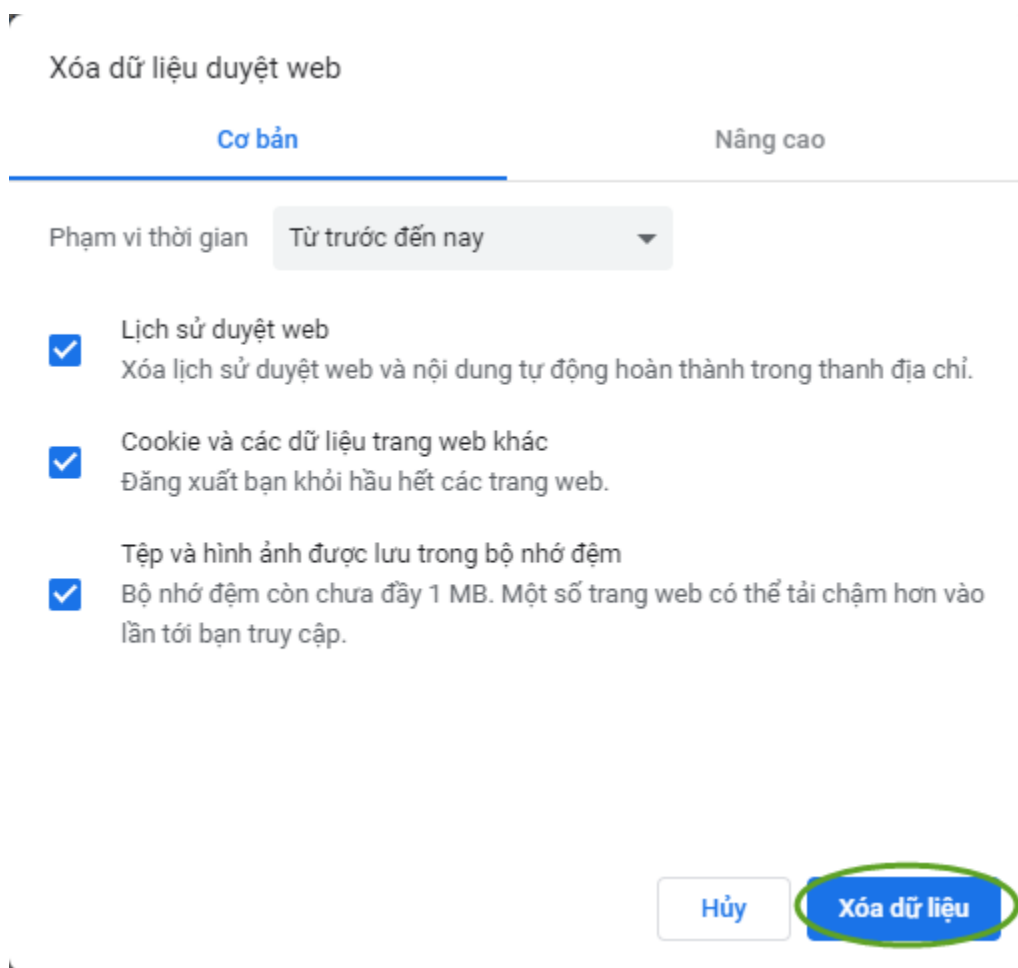 Xóa dữ liệu duyệt web
Cơ bản
Nâng cao
Phạm vi thời gian
Từ trước đến nay
Lịch sử duyệt web
Xóa lịch sử duyệt web và nội dung tự động hoàn thành trong thanh địa chỉ.
Cookie và các dữ liệu trang web khác
Đăng xuất bạn khỏi hầu hết các trang web.
Tệp và hình ảnh được lưu trong bộ nhớ đệm
Bộ nhớ đệm còn chưa đầy 1 MB. Một số trang web có thể tải chậm hơn vào
lần tới bạn truy cập.
Hủy
Xóa dữ liệu